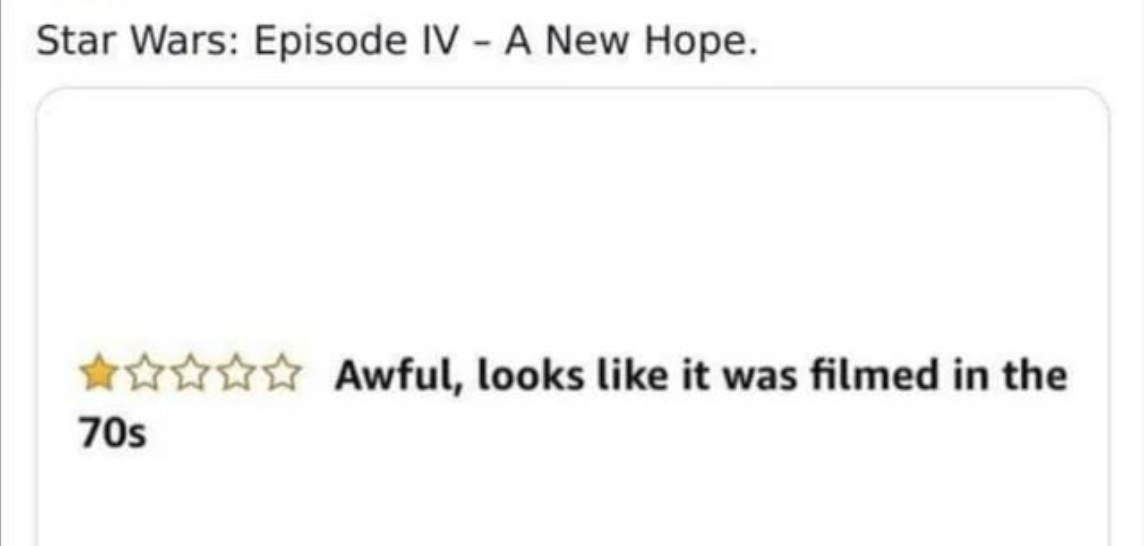 Star Wars: Episode IV – A New Hope.
Awful, looks like it was filmed in the
70s